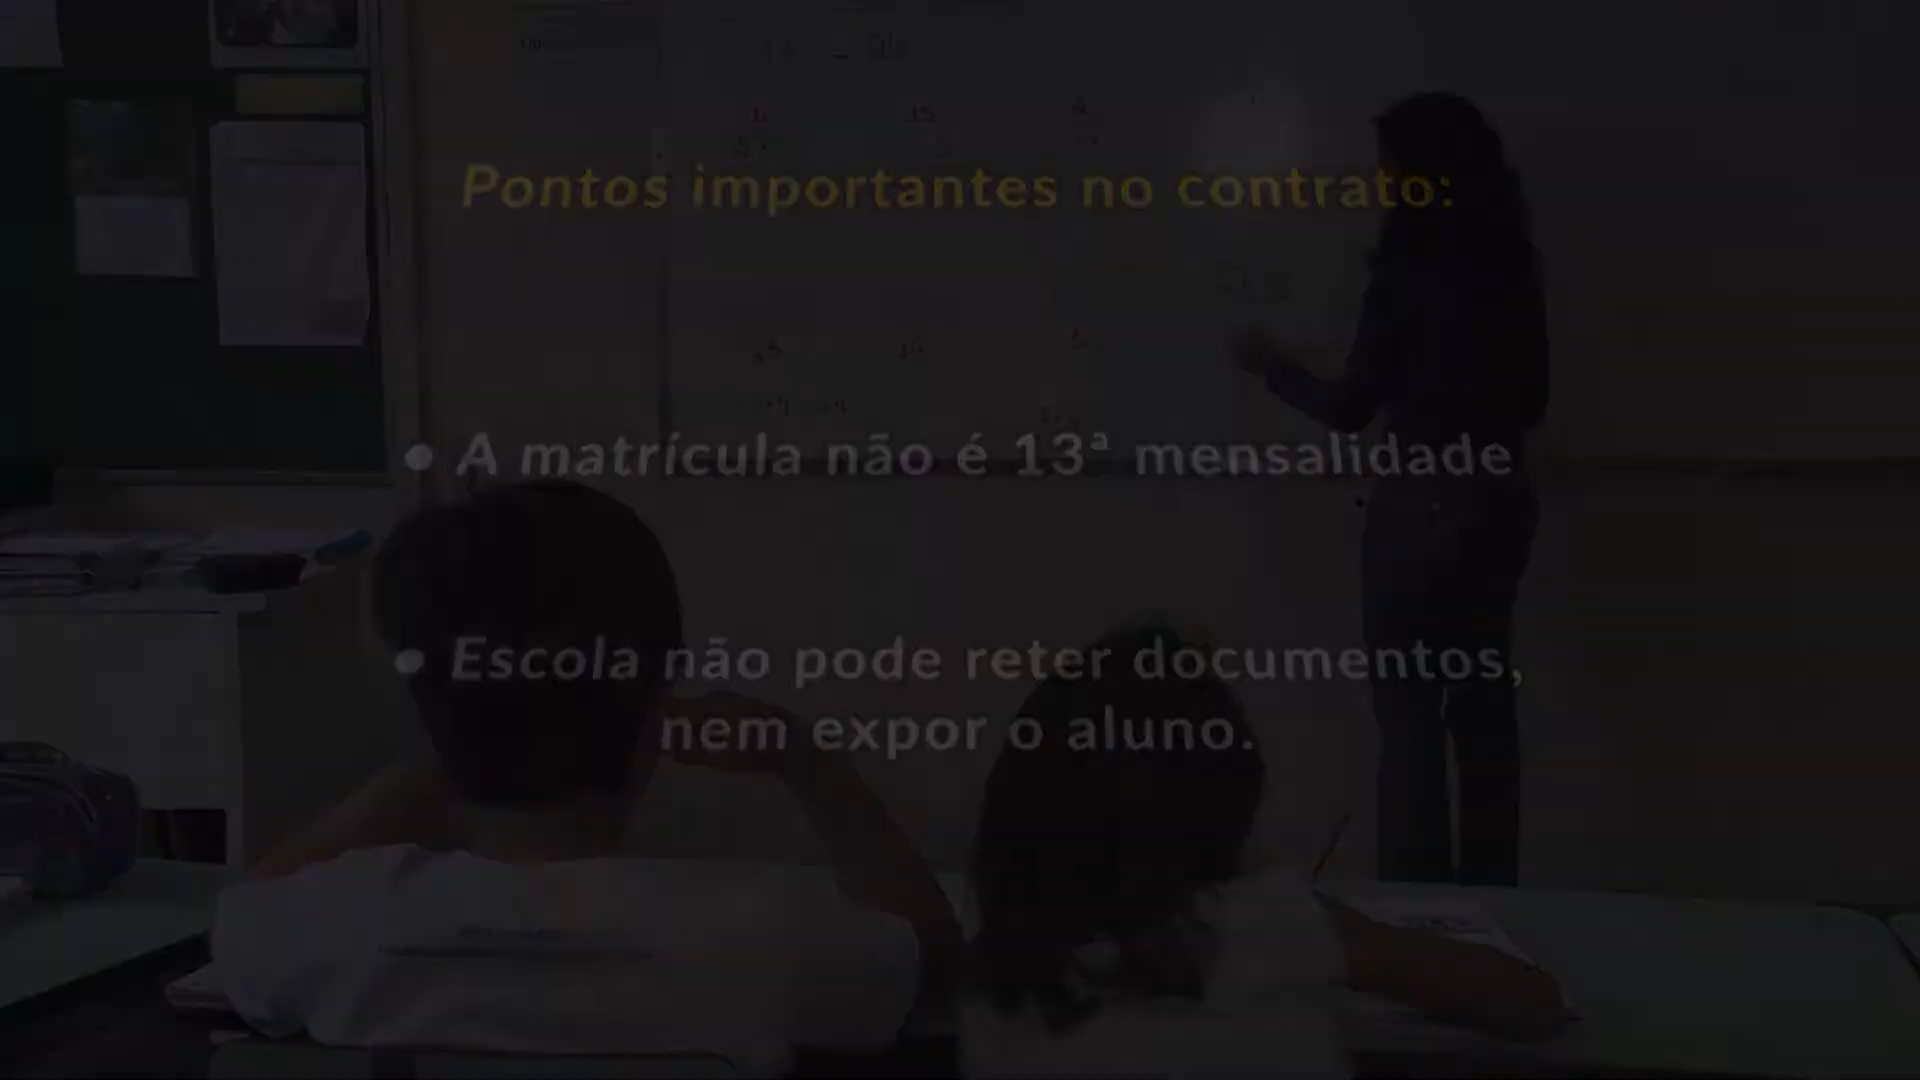 Pontos importantes no contrato:
• A matrícula não é 13ª mensalidade
• Escola não pode reter documentos,
nem expor o aluno.